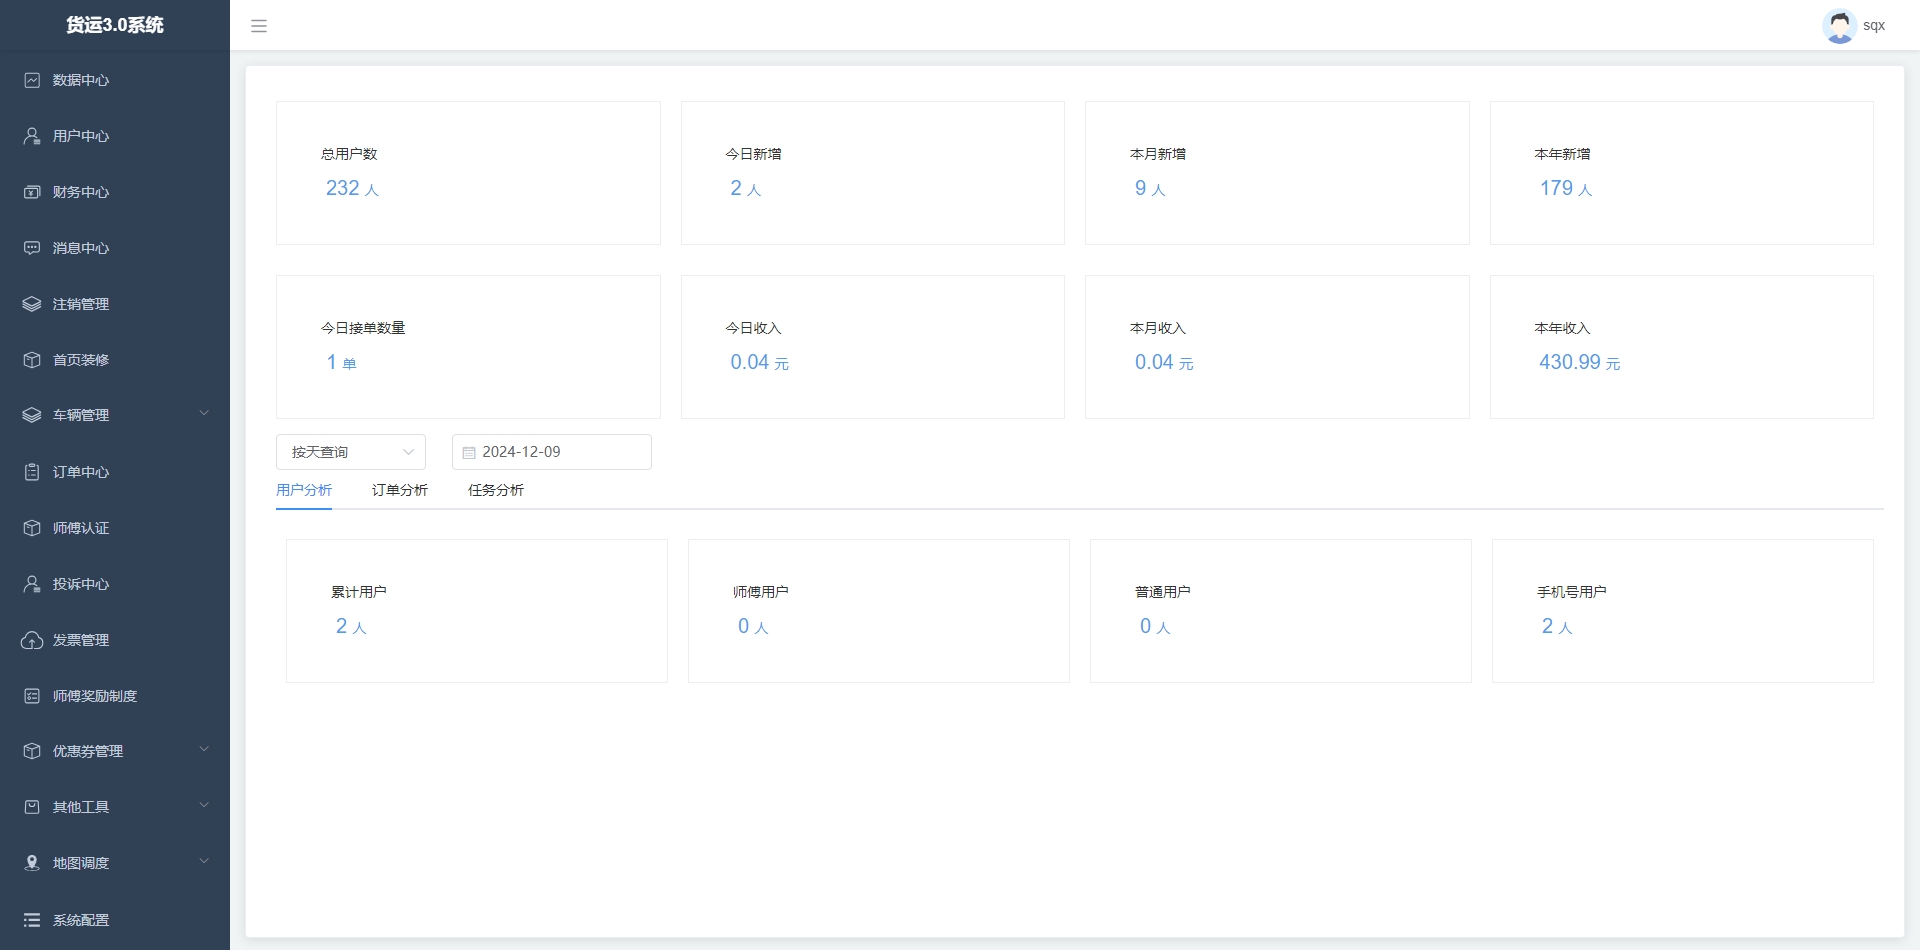 货运3.0系统
sqx
数据中心
用户中心
财务中心
消息中心
注销管理
首页装修
车辆管理
订单中心
师傅认证
投诉中心
发票管理
师傅奖励制度
优惠券管理
其他工具
地图调度
系统配置
总用户数
232 人
今日新增
2 人
本月新增
9 人
本年新增
179 人
今日接单数量
1 单
今日收入
0.04 元
本月收入
0.04 元
本年收入
430.99 元
按天查询
2024-12-09
用户分析
订单分析
任务分析
累计用户
2 人
师傅用户
0 人
普通用户
0 人
手机号用户
2 人